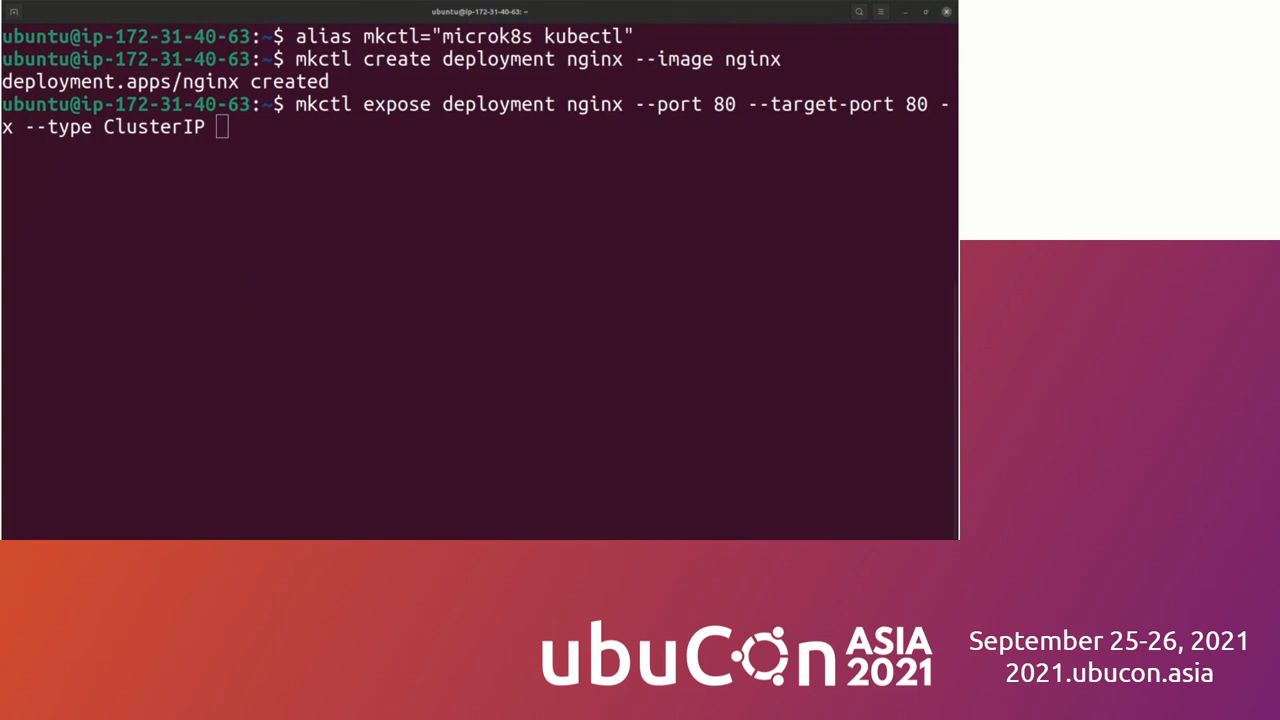 ubuntu@ip-172-31-40-63: ~
ubuntu@ip-172-31-40-63:~$ alias mkctl="microk8s kubectl"
ubuntu@ip-172-31-40-63:~$ mkctl create deployment nginx --image nginx
deployment.apps/nginx created
ubuntu@ip-172-31-40-63:~$ mkctl expose deployment nginx --port 80 --target-port 80 -
x --type ClusterIP
ubuCon ASIA 2021
September 25-26, 2021
2021.ubucon.asia